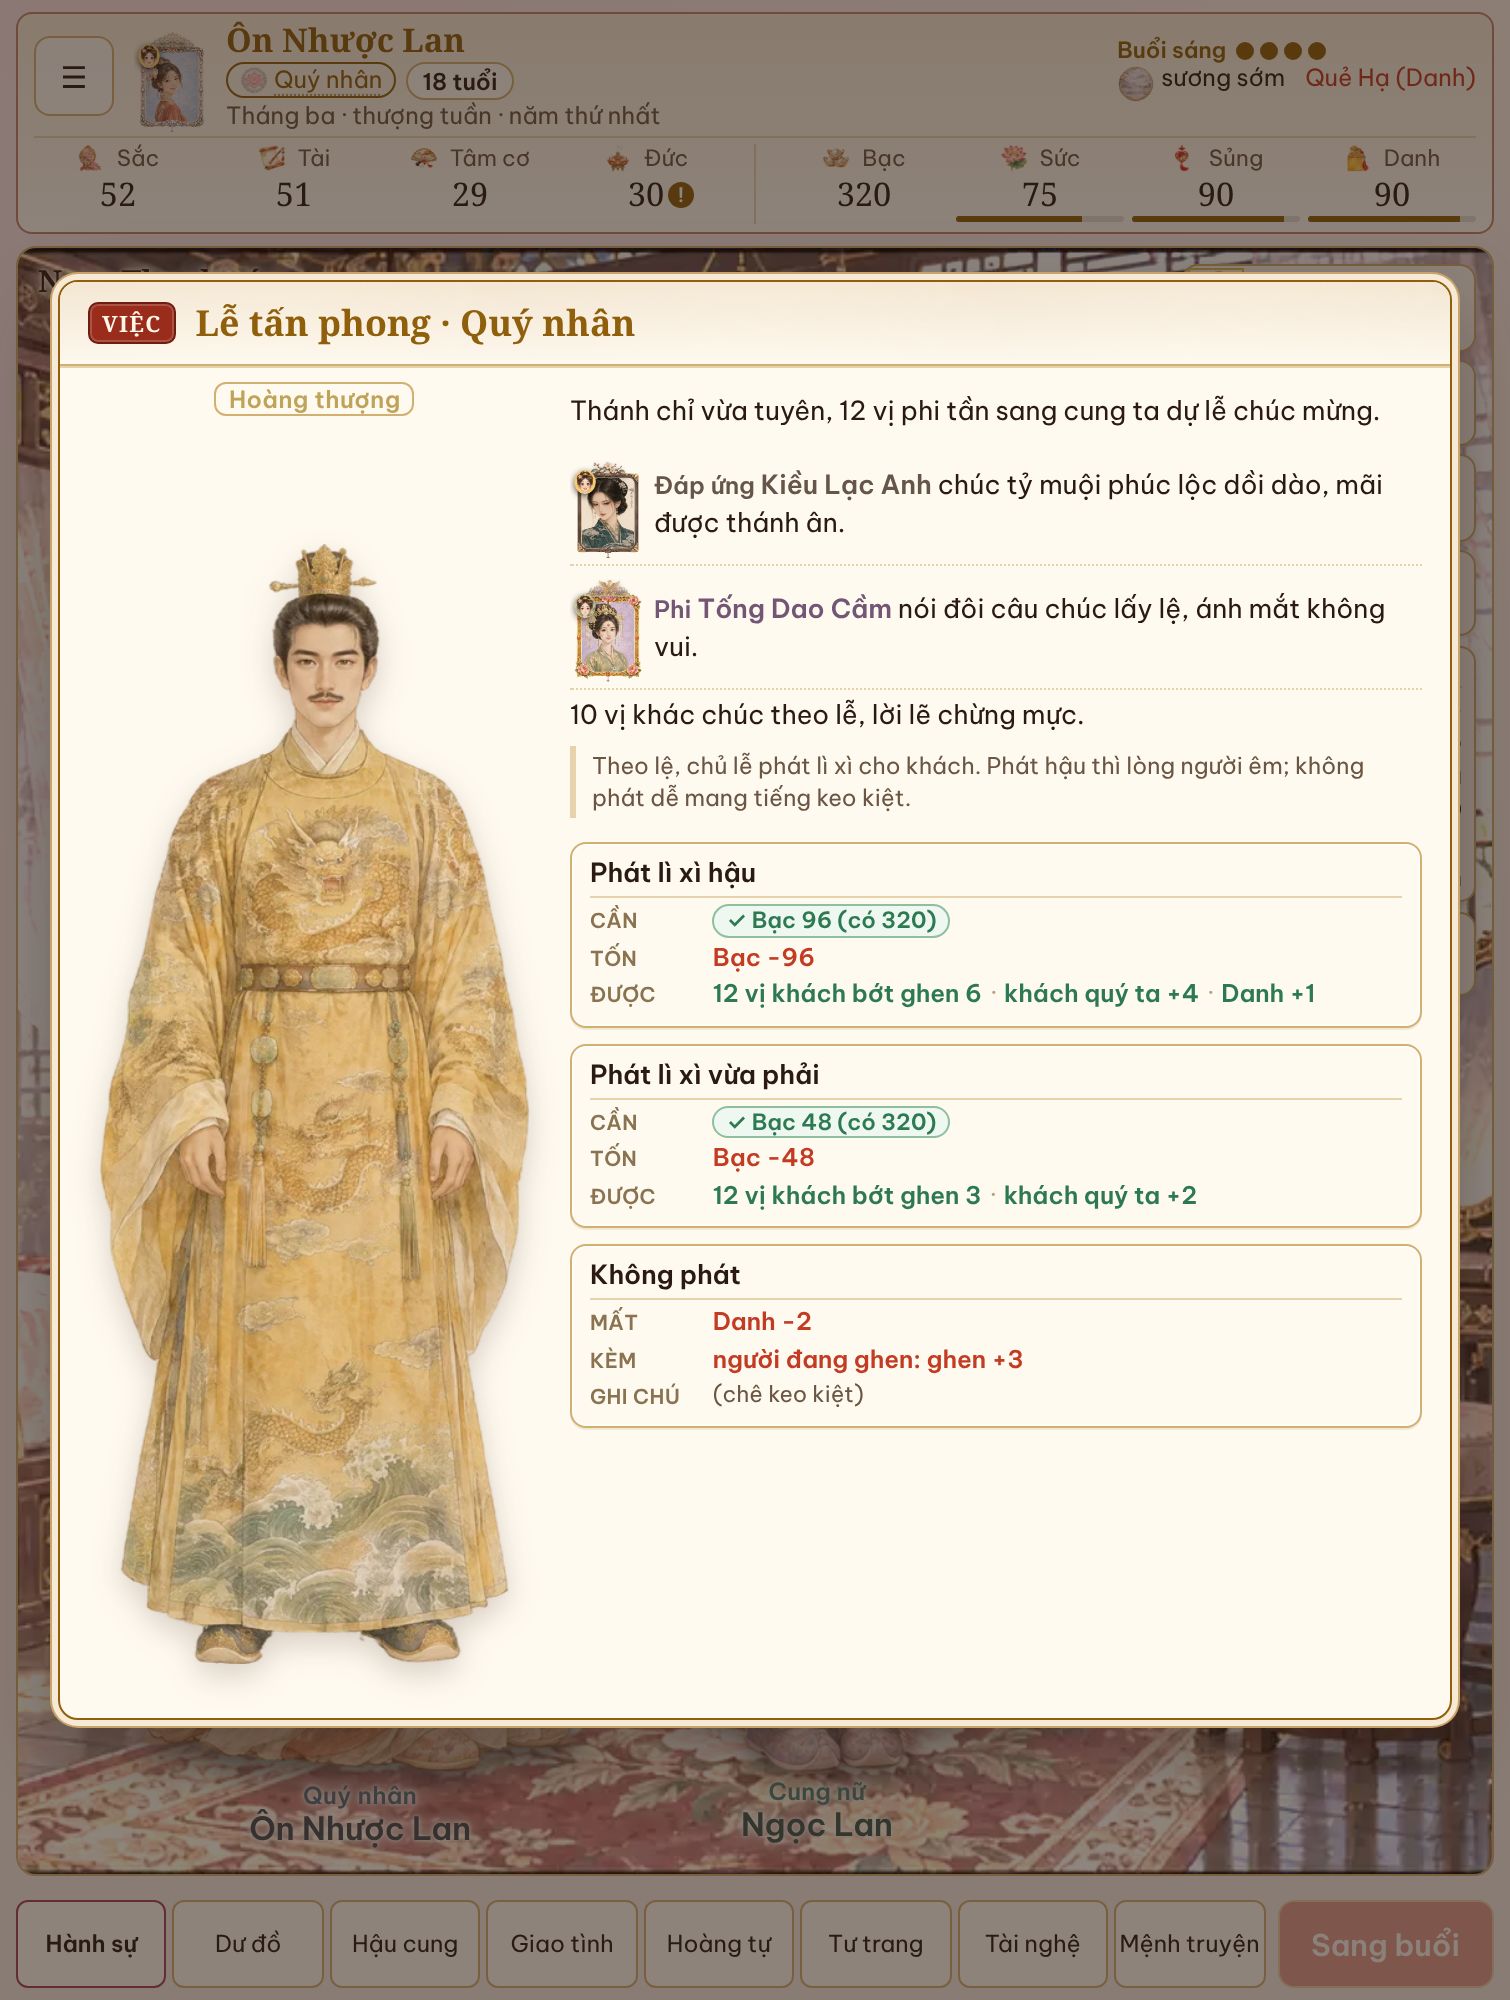 ☰
Ôn Nhược Lan
Quý nhân
18 tuổi
Tháng ba · thượng tuần · năm thứ nhất
Buổi sáng
sương sớm
Quẻ Hạ (Danh)
Sắc
Tài
Tâm cơ
Đức
Bạc
Sức
Sủng
Danh
52
51
29
30 !
320
75
90
90
VIỆC
Lễ tấn phong · Quý nhân
Hoàng thượng
Thánh chỉ vừa tuyên, 12 vị phi tần sang cung ta dự lễ chúc mừng.
Đáp ứng Kiều Lạc Anh chúc tỷ muội phúc lộc dồi dào, mãi
được thánh ân.
Phi Tống Dao Cầm nói đôi câu chúc lấy lệ, ánh mắt không
vui.
10 vị khác chúc theo lễ, lời lẽ chừng mực.
Theo lệ, chủ lễ phát lì xì cho khách. Phát hậu thì lòng người êm; không
phát dễ mang tiếng keo kiệt.
Phát lì xì hậu
CẦN
✓ Bạc 96 (có 320)
TỐN
Bạc -96
ĐƯỢC
12 vị khách bớt ghen 6 · khách quý ta +4 · Danh +1
Phát lì xì vừa phải
CẦN
✓ Bạc 48 (có 320)
TỐN
Bạc -48
ĐƯỢC
12 vị khách bớt ghen 3 · khách quý ta +2
Không phát
MẤT
Danh -2
KÈM
người đang ghen: ghen +3
GHI CHÚ
(chê keo kiệt)
Quý nhân
Ôn Nhược Lan
Cung nữ
Ngọc Lan
Hành sự
Dư đồ
Hậu cung
Giao tình
Hoàng tự
Tư trang
Tài nghệ
Mệnh truyện
Sang buổi